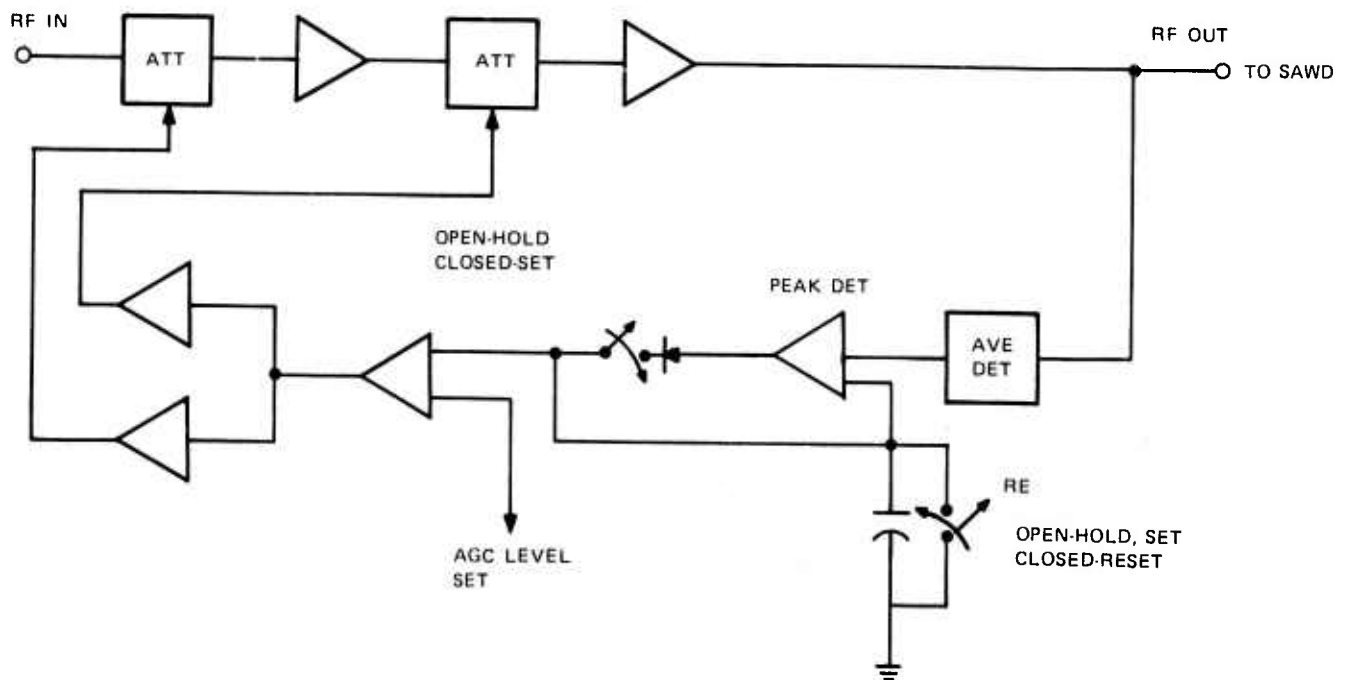 RF IN
ATT
ATT
RF OUT
TO SAWD
OPEN-HOLD
CLOSED-SET
PEAK DET
AVE
DET
RE
OPEN-HOLD, SET
CLOSED-RESET
AGC LEVEL
SET